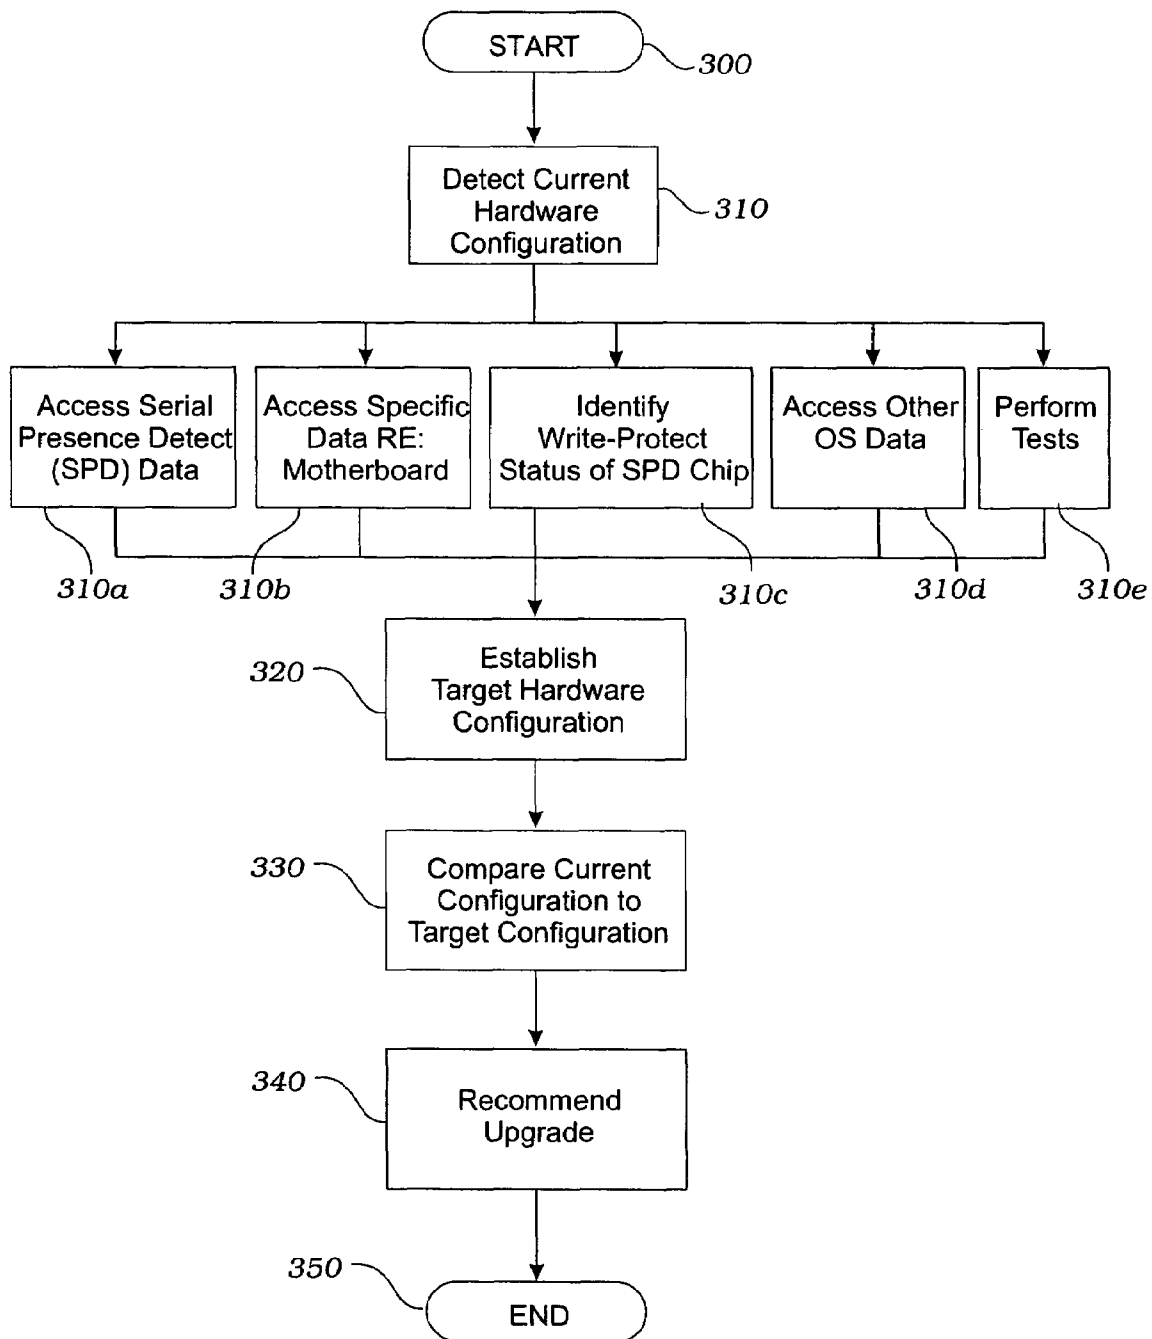 START
300
Detect Current
Hardware
Configuration
310
Access Serial
Presence Detect
(SPD) Data
Access Specific
Data RE:
Motherboard
Identify
Write-Protect
Status of SPD Chip
Access Other
OS Data
Perform
Tests
310a
310b
310c
310d
310e
320
Establish
Target Hardware
Configuration
330
Compare Current
Configuration to
Target Configuration
340
Recommend
Upgrade
350
END